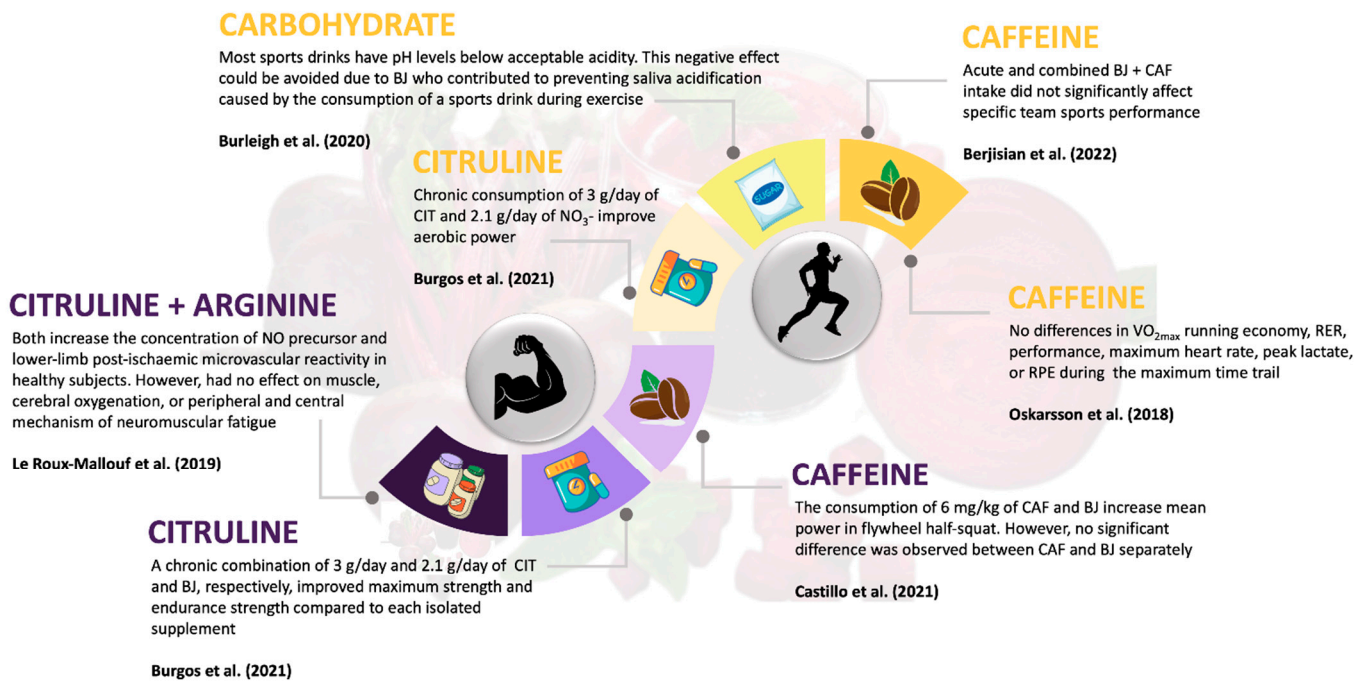 CARBOHYDRATE
Most sports drinks have pH levels below acceptable acidity. This negative effect
could be avoided due to BJ who contributed to preventing saliva acidification
caused by the consumption of a sports drink during exercise
Burleigh et al. (2020)
CAFFEINE
Acute and combined BJ + CAF
intake did not significantly affect
specific team sports performance
Berjisian et al. (2022)
CITRULINE
Chronic consumption of 3 g/day of
CIT and 2.1 g/day of NO3- improve
aerobic power
Burgos et al. (2021)
SUGAR
CITRULINE + ARGININE
Both increase the concentration of NO precursor and
lower-limb post-ischaemic microvascular reactivity in
healthy subjects. However, had no effect on muscle,
cerebral oxygenation, or peripheral and central
mechanism of neuromuscular fatigue
Le Roux-Mallouf et al. (2019)
CAFFEINE
No differences in VO2max running economy, RER,
performance, maximum heart rate, peak lactate,
or RPE during the maximum time trail
Oskarsson et al. (2018)
CITRULINE
A chronic combination of 3 g/day and 2.1 g/day of CIT
and BJ, respectively, improved maximum strength and
endurance strength compared to each isolated
supplement
Burgos et al. (2021)
CAFFEINE
The consumption of 6 mg/kg of CAF and BJ increase mean
power in flywheel half-squat. However, no significant
difference was observed between CAF and BJ separately
Castillo et al. (2021)